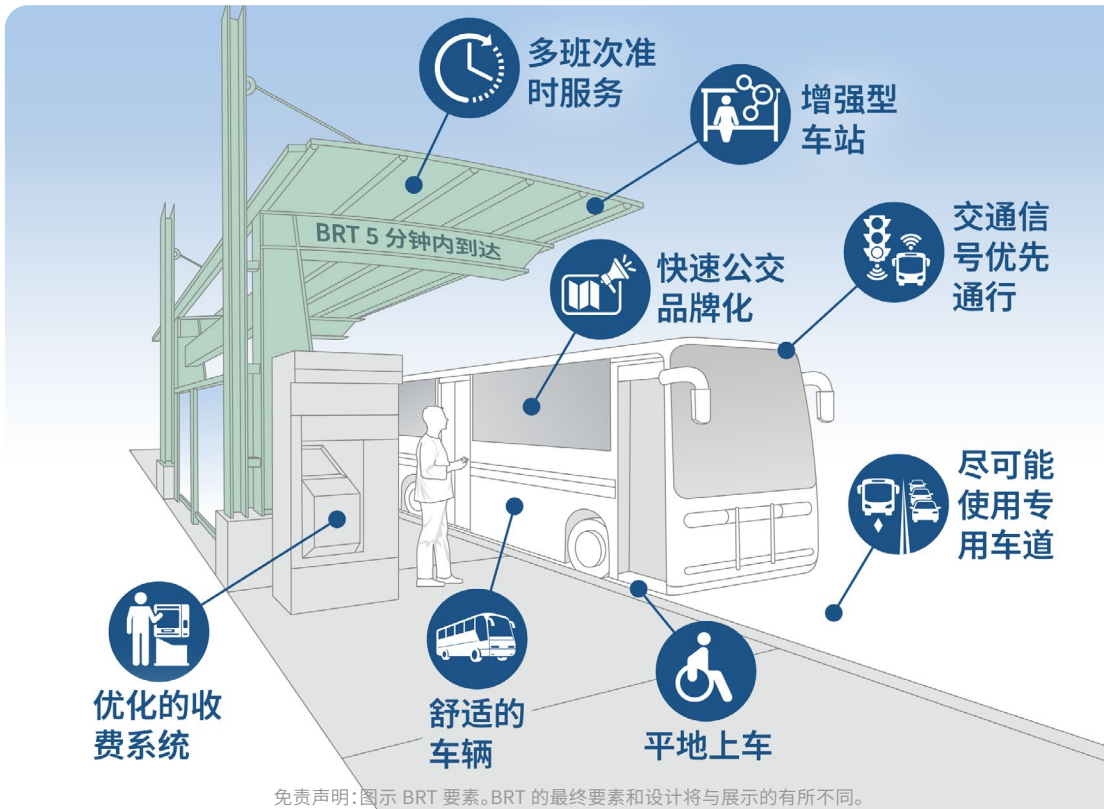 多班次准
时服务
增强型
车站
BRT 5 分钟内到达
交通信
号优先
通行
快速公交
品牌化
尽可能
使用专
用车道
优化的收
费系统
舒适的
车辆
平地上车
免责声明：图示 BRT 要素。BRT 的最终要素和设计将与展示的有所不同。